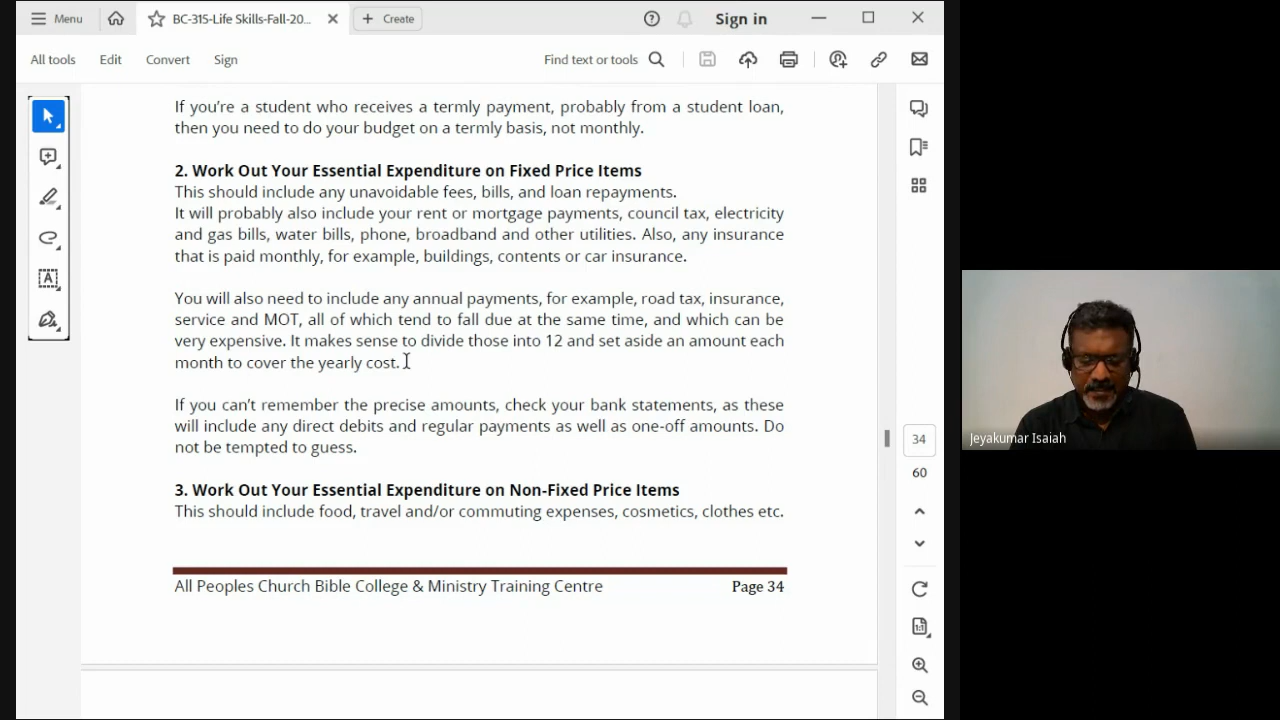 Menu
BC-315-Life Skills-Fall-20...
Create
Sign in
All tools
Edit
Convert
Sign
Find text or tools
If you're a student who receives a termly payment, probably from a student loan,
then you need to do your budget on a termly basis, not monthly.
2. Work Out Your Essential Expenditure on Fixed Price Items
This should include any unavoidable fees, bills, and loan repayments.
It will probably also include your rent or mortgage payments, council tax, electricity
and gas bills, water bills, phone, broadband and other utilities. Also, any insurance
that is paid monthly, for example, buildings, contents or car insurance.
You will also need to include any annual payments, for example, road tax, insurance,
service and MOT, all of which tend to fall due at the same time, and which can be
very expensive. It makes sense to divide those into 12 and set aside an amount each
month to cover the yearly cost.
If you can't remember the precise amounts, check your bank statements, as these
will include any direct debits and regular payments as well as one-off amounts. Do
not be tempted to guess.
3. Work Out Your Essential Expenditure on Non-Fixed Price Items
This should include food, travel and/or commuting expenses, cosmetics, clothes etc.
All Peoples Church Bible College & Ministry Training Centre
Page 34
34
60
1:1
Jeyakumar Isaiah